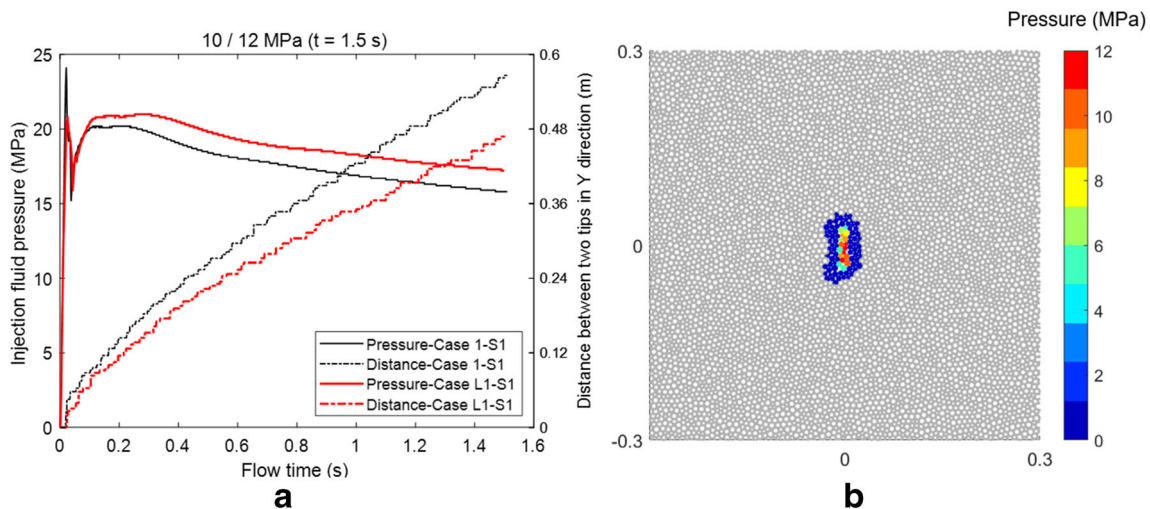 10 / 12 MPa (t = 1.5 s)
25
20
15
10
5
0
Injection fluid pressure (MPa)
0.6
0.48
0.36
0.24
0.12
0
Distance between two tips in Y direction (m)
Pressure-Case 1-S1
Distance-Case 1-S1
Pressure-Case L1-S1
Distance-Case L1-S1
0 0.2 0.4 0.6 0.8 1 1.2 1.4 1.6
Flow time (s)
a
Pressure (MPa)
0.3
0
-0.3
0 0.3
12
10
8
6
4
2
0
b